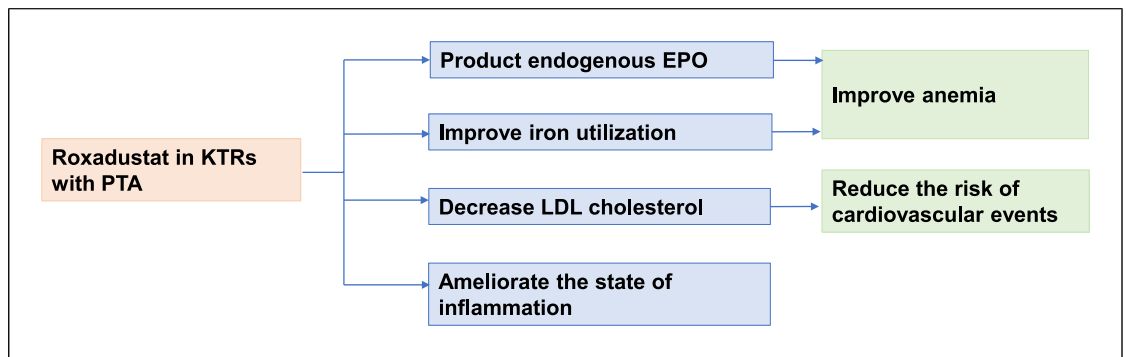 Product endogenous EPO
Improve anemia
Improve iron utilization
Roxadustat in KTRs
with PTA
Decrease LDL cholesterol
Reduce the risk of
cardiovascular events
Ameliorate the state of
inflammation